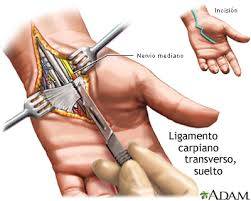 Incisión
Nervio mediano
Ligamento
carpiano
transverso,
suelto
ADAM